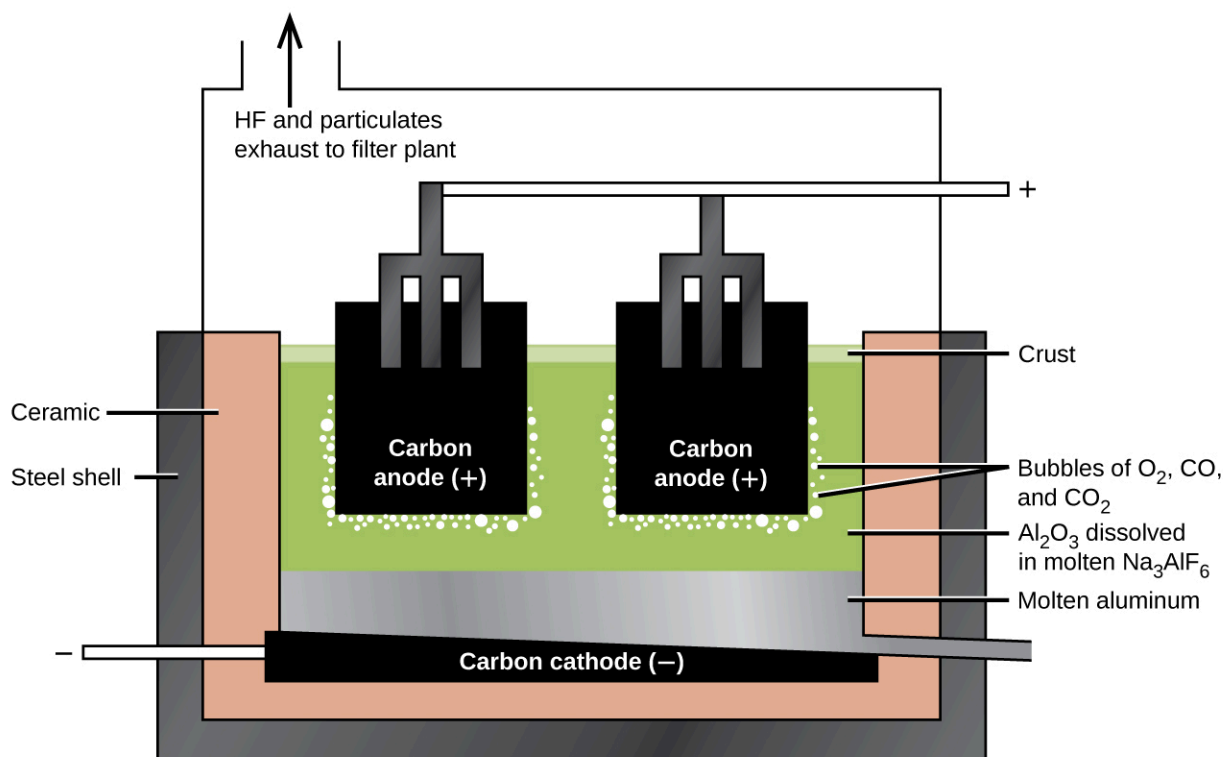 HF and particulates
exhaust to filter plant
+
Crust
Ceramic
Carbon
anode (+)
Carbon
anode (+)
Steel shell
Bubbles of O₂, CO,
and CO₂
Al₂O₃ dissolved
in molten Na₃AlF₆
Molten aluminum
−
Carbon cathode (−)